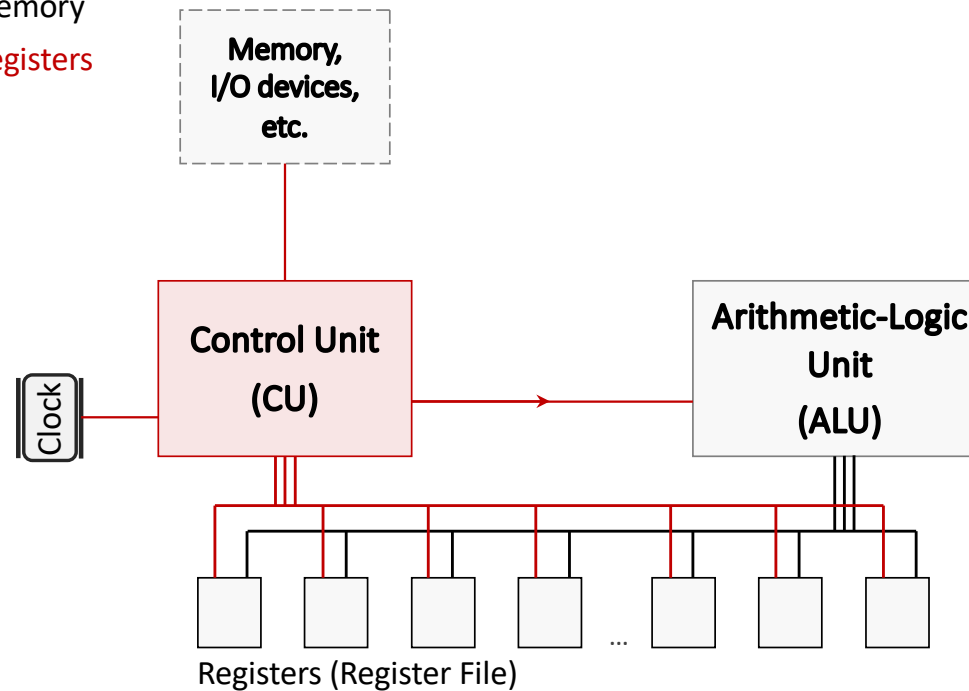 emory
egisters
Memory,
I/O devices,
etc.
Control Unit
(CU)
Arithmetic-Logic
Unit
(ALU)
Clock
...
Registers (Register File)